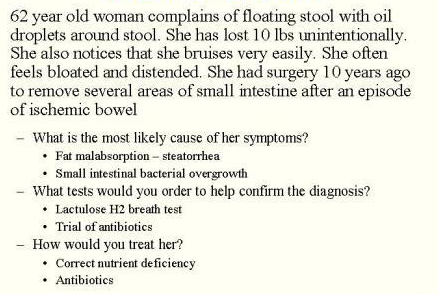 62 year old woman complains of floating stool with oil
droplets around stool. She has lost 10 lbs unintentionally.
She also notices that she bruises very easily. She often
feels bloated and distended. She had surgery 10 years ago
to remove several areas of small intestine after an episode
of ischemic bowel
– What is the most likely cause of her symptoms?
• Fat malabsorption – steatorrhea
• Small intestinal bacterial overgrowth
– What tests would you order to help confirm the diagnosis?
• Lactulose H2 breath test
• Trial of antibiotics
– How would you treat her?
• Correct nutrient deficiency
• Antibiotics